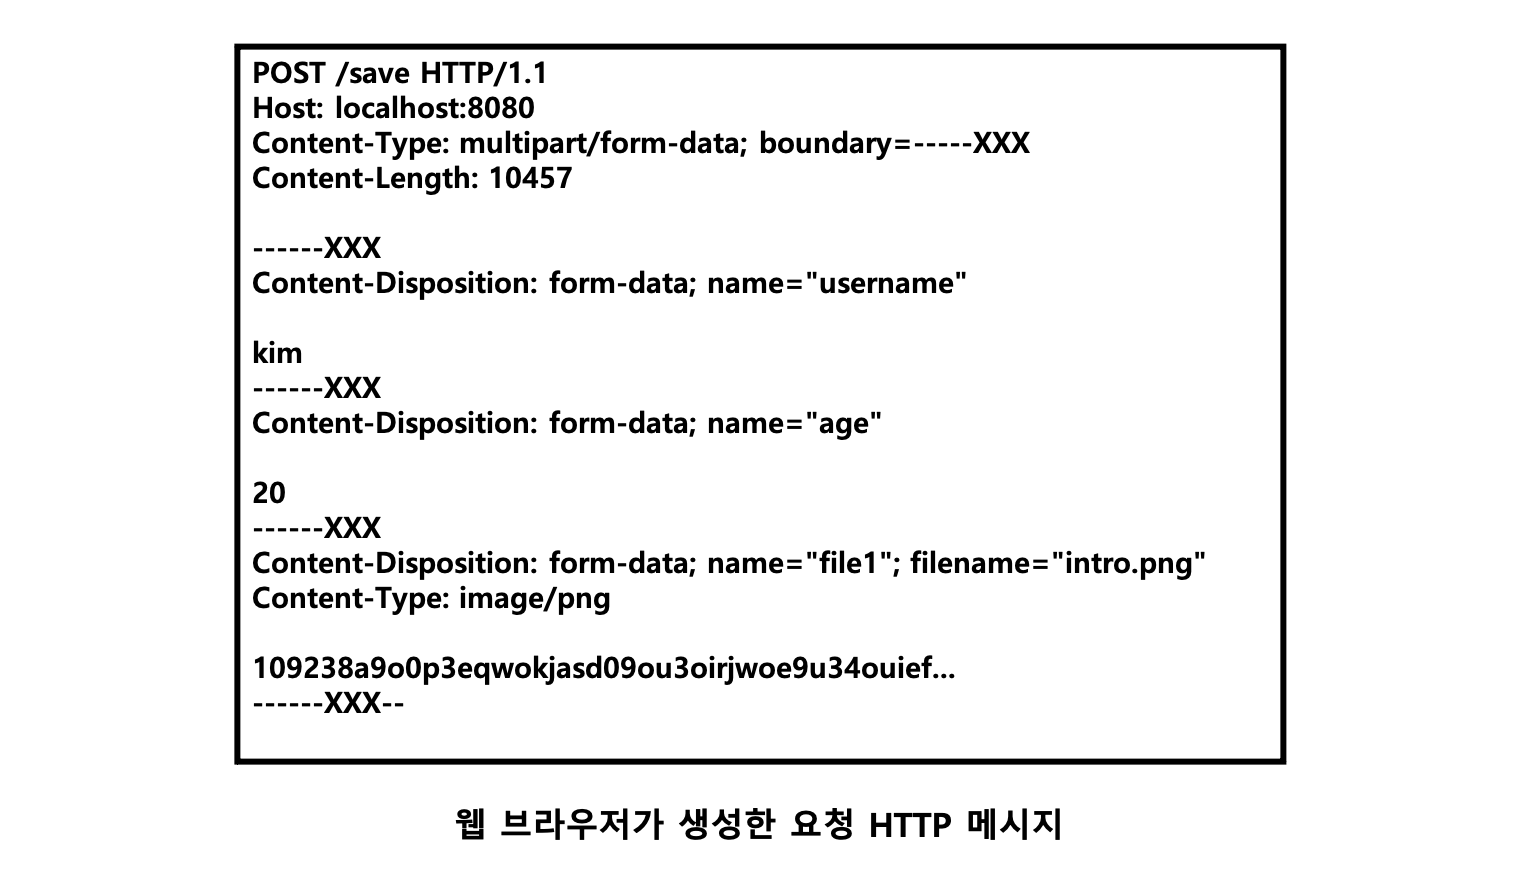 POST /save HTTP/1.1
Host: localhost:8080
Content-Type: multipart/form-data; boundary=-----XXX
Content-Length: 10457
------XXX
Content-Disposition: form-data; name="username"
kim
------XXX
Content-Disposition: form-data; name="age"
20
------XXX
Content-Disposition: form-data; name="file1"; filename="intro.png"
Content-Type: image/png
109238a9o0p3eqwokjasd09ou3oirjwoe9u34ouief...
------XXX--
웹 브라우저가 생성한 요청 HTTP 메시지